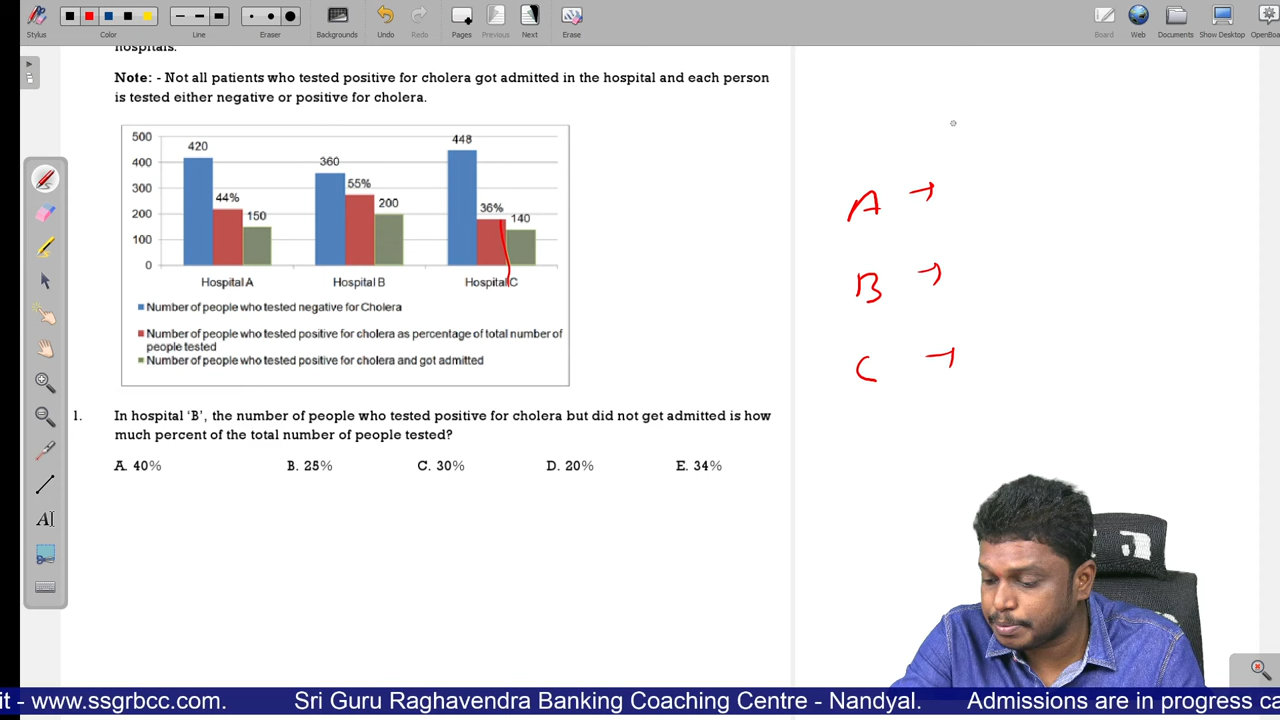 Stylus
Color
Line
Eraser
Backgrounds
Undo
Redo
Pages
Previous
Next
Erase
Board
Web
Documents
Show Desktop
OpenBoa
hospitals.
Note: - Not all patients who tested positive for cholera got admitted in the hospital and each person
is tested either negative or positive for cholera.
500
400
300
200
100
0
420
44%
150
360
55%
200
448
36%
140
Hospital A
Hospital B
Hospital C
Number of people who tested negative for Cholera
Number of people who tested positive for cholera as percentage of total number of
people tested
Number of people who tested positive for cholera and got admitted
A →
B →
C →
1. In hospital ‘B’, the number of people who tested positive for cholera but did not get admitted is how
much percent of the total number of people tested?
A. 40% B. 25% C. 30% D. 20% E. 34%
it - www.ssgrbcc.com. Sri Guru Raghavendra Banking Coaching Centre - Nandyal. Admissions are in progress ca